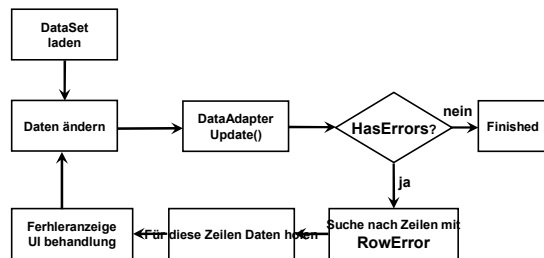 DataSet
laden
Daten ändern
DataAdapter
Update()
HasErrors?
nein
Finished
ja
Suche nach Zeilen mit
RowError
Für diese Zeilen Daten holen
Ferhleranzeige
UI behandlung